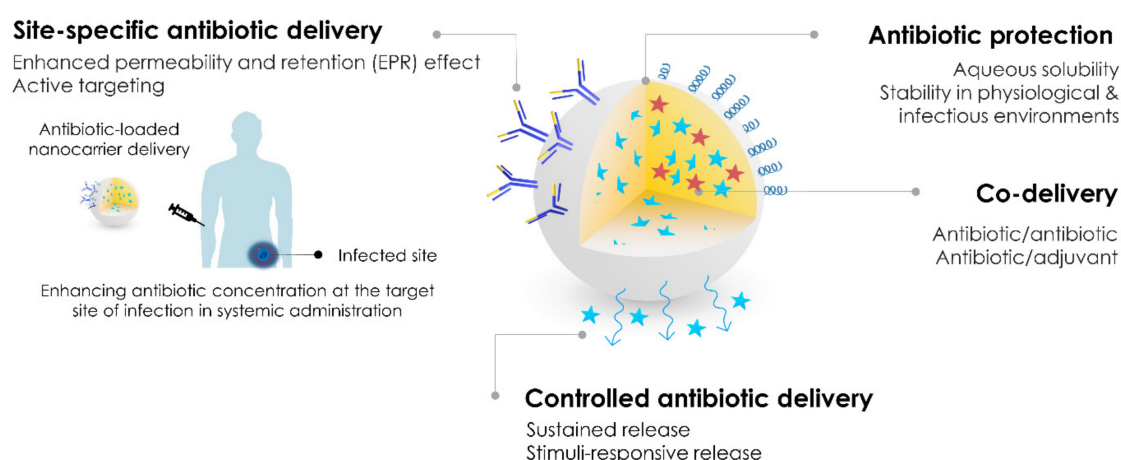 Site-specific antibiotic delivery
Enhanced permeability and retention (EPR) effect
Active targeting
Antibiotic-loaded
nanocarrier delivery
Infected site
Enhancing antibiotic concentration at the target
site of infection in systemic administration
Antibiotic protection
Aqueous solubility
Stability in physiological &
infectious environments
Co-delivery
Antibiotic/antibiotic
Antibiotic/adjuvant
Controlled antibiotic delivery
Sustained release
Stimuli-responsive release